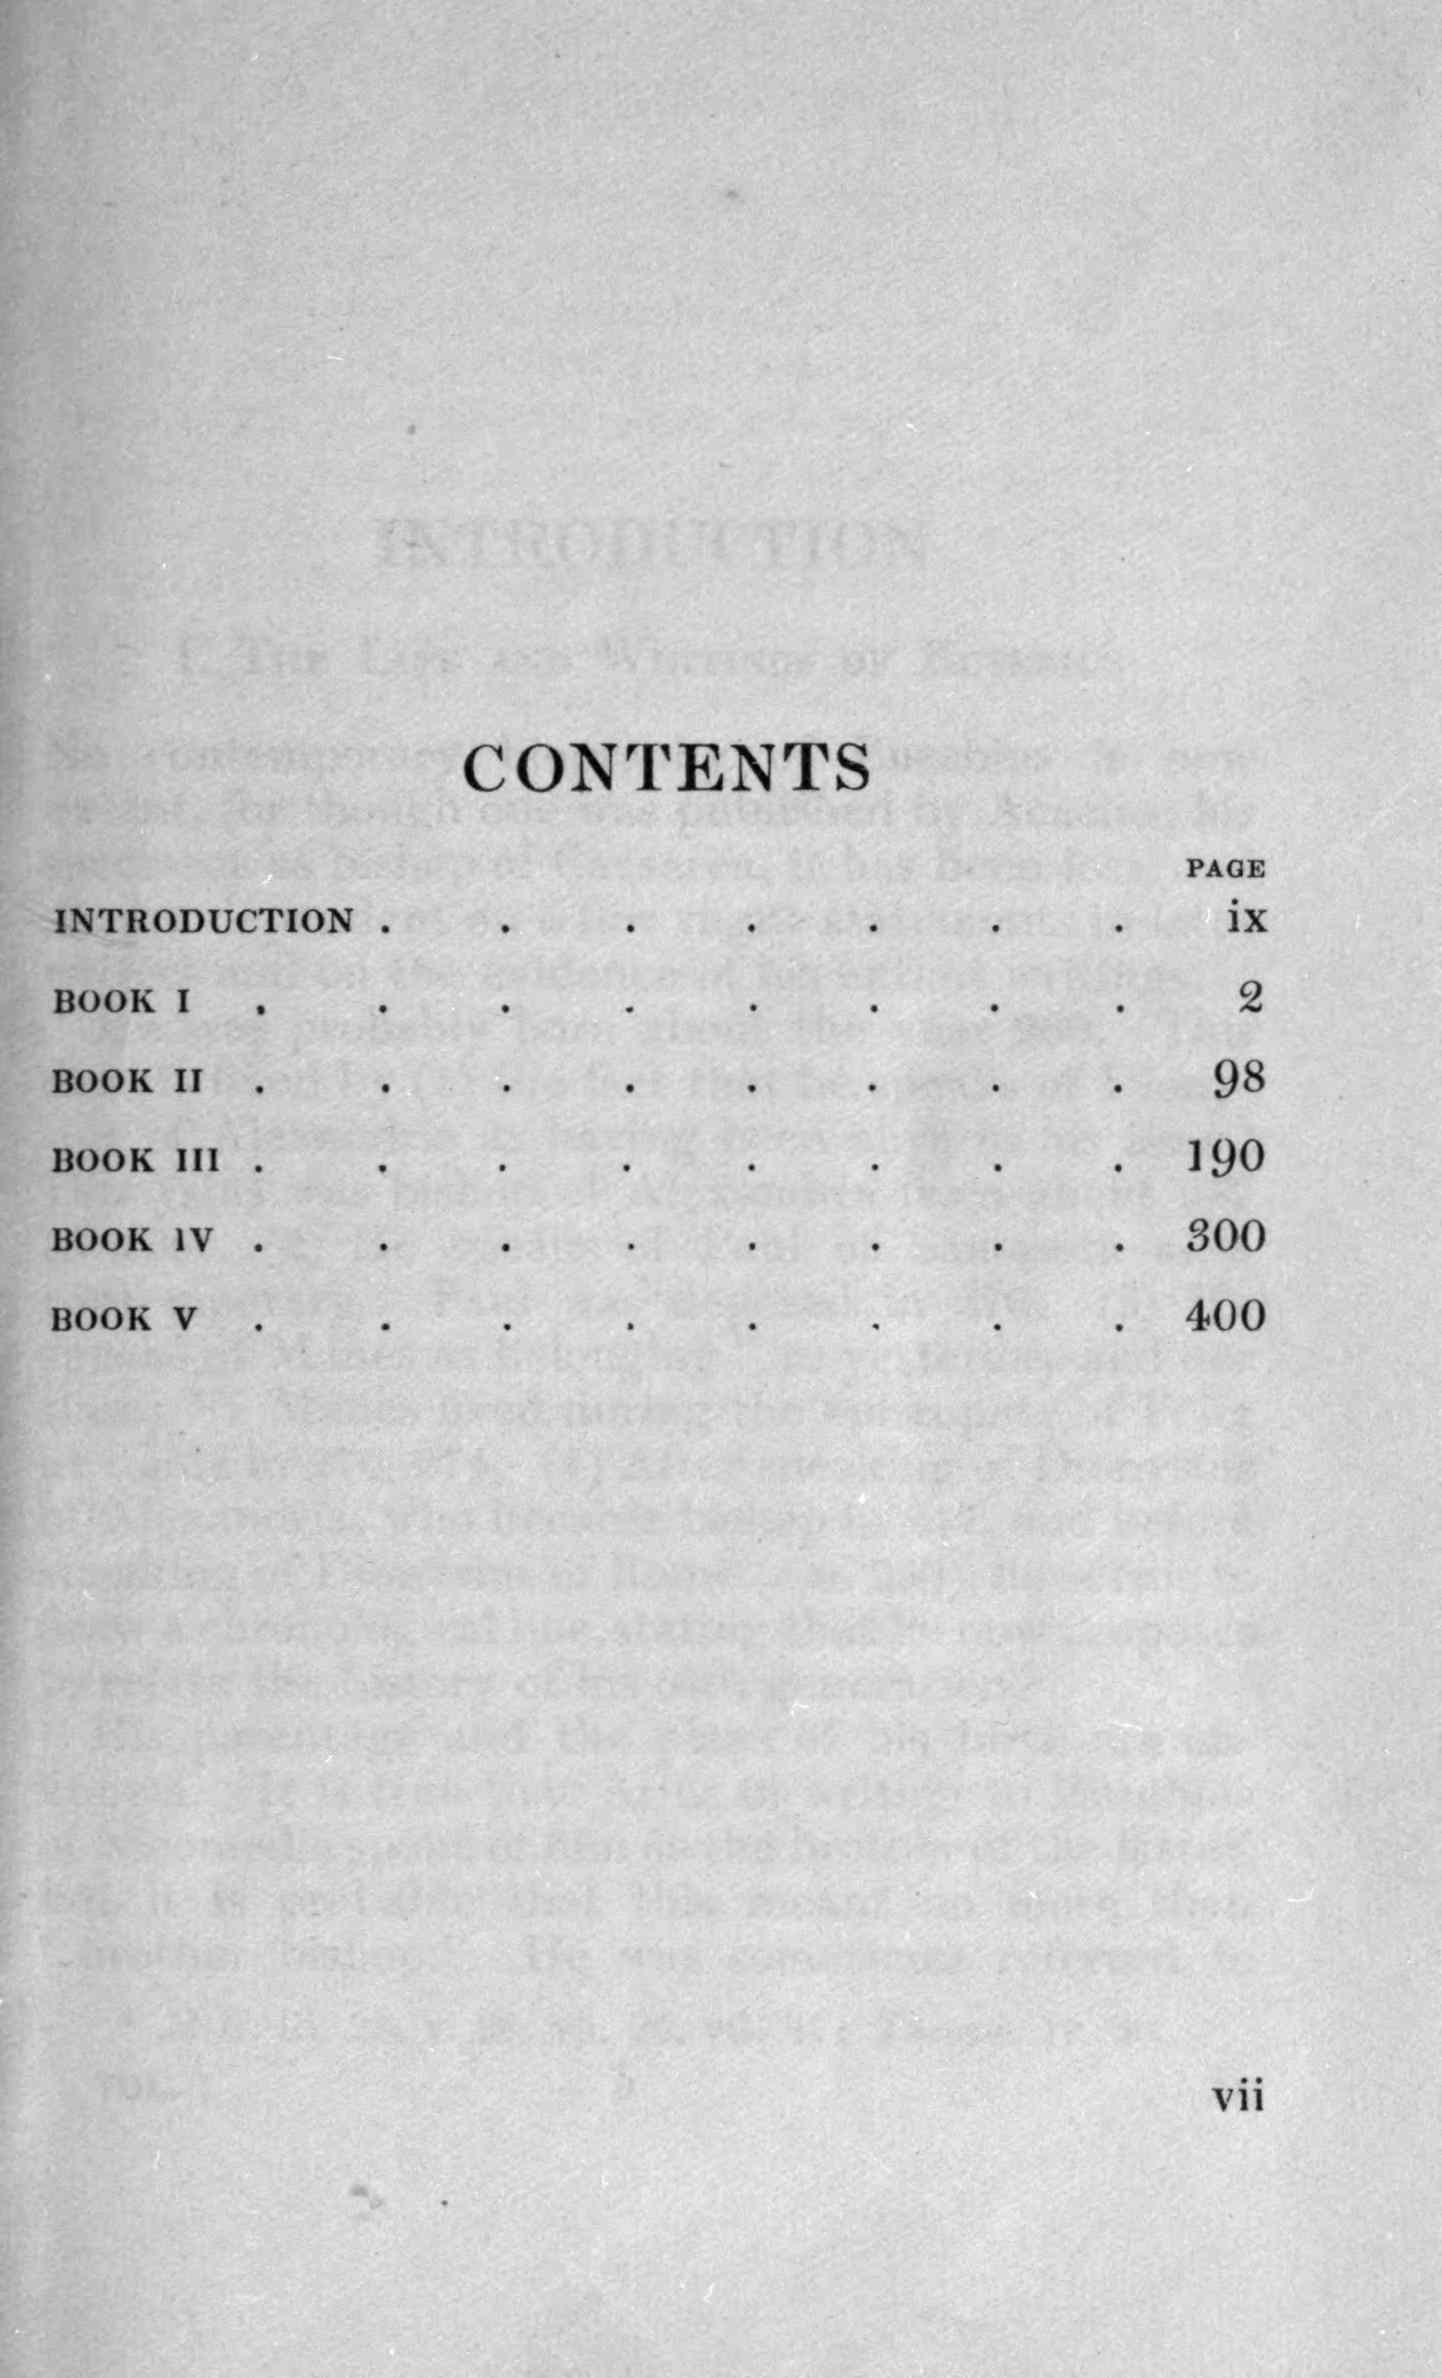 CONTENTS
PAGE
INTRODUCTION . . . . . . . ix
BOOK I . . . . . . . . 2
BOOK II . . . . . . . . 98
BOOK III . . . . . . . . 190
BOOK IV . . . . . . . . 300
BOOK V . . . . . . . . 400
vii